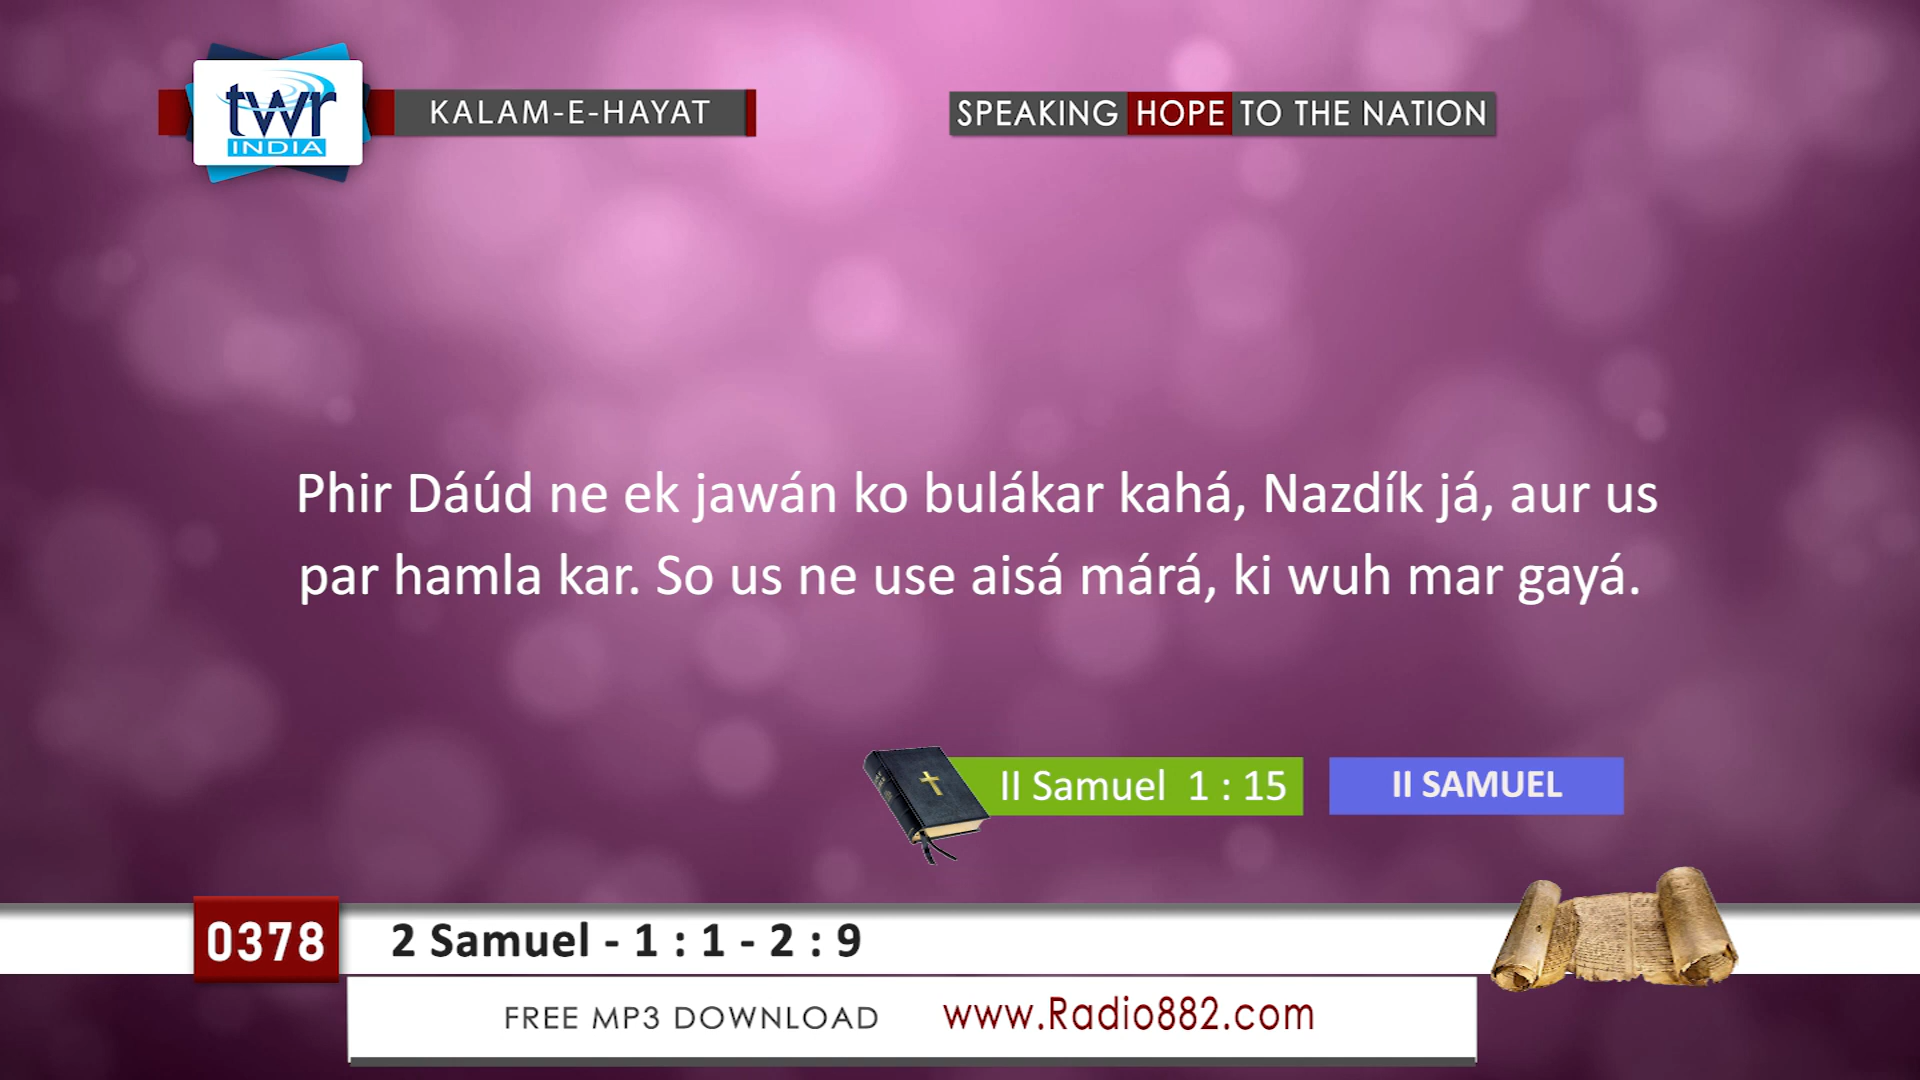 twr
INDIA
KALAM-E-HAYAT
SPEAKING HOPE TO THE NATION
Phir Dáúd ne ek jawán ko bulákar kahá, Nazdík já, aur us
par hamla kar. So us ne use aisá márá, ki wuh mar gayá.
II Samuel 1 : 15
II SAMUEL
0378
2 Samuel - 1 : 1 - 2 : 9
FREE MP3 DOWNLOAD www.Radio882.com